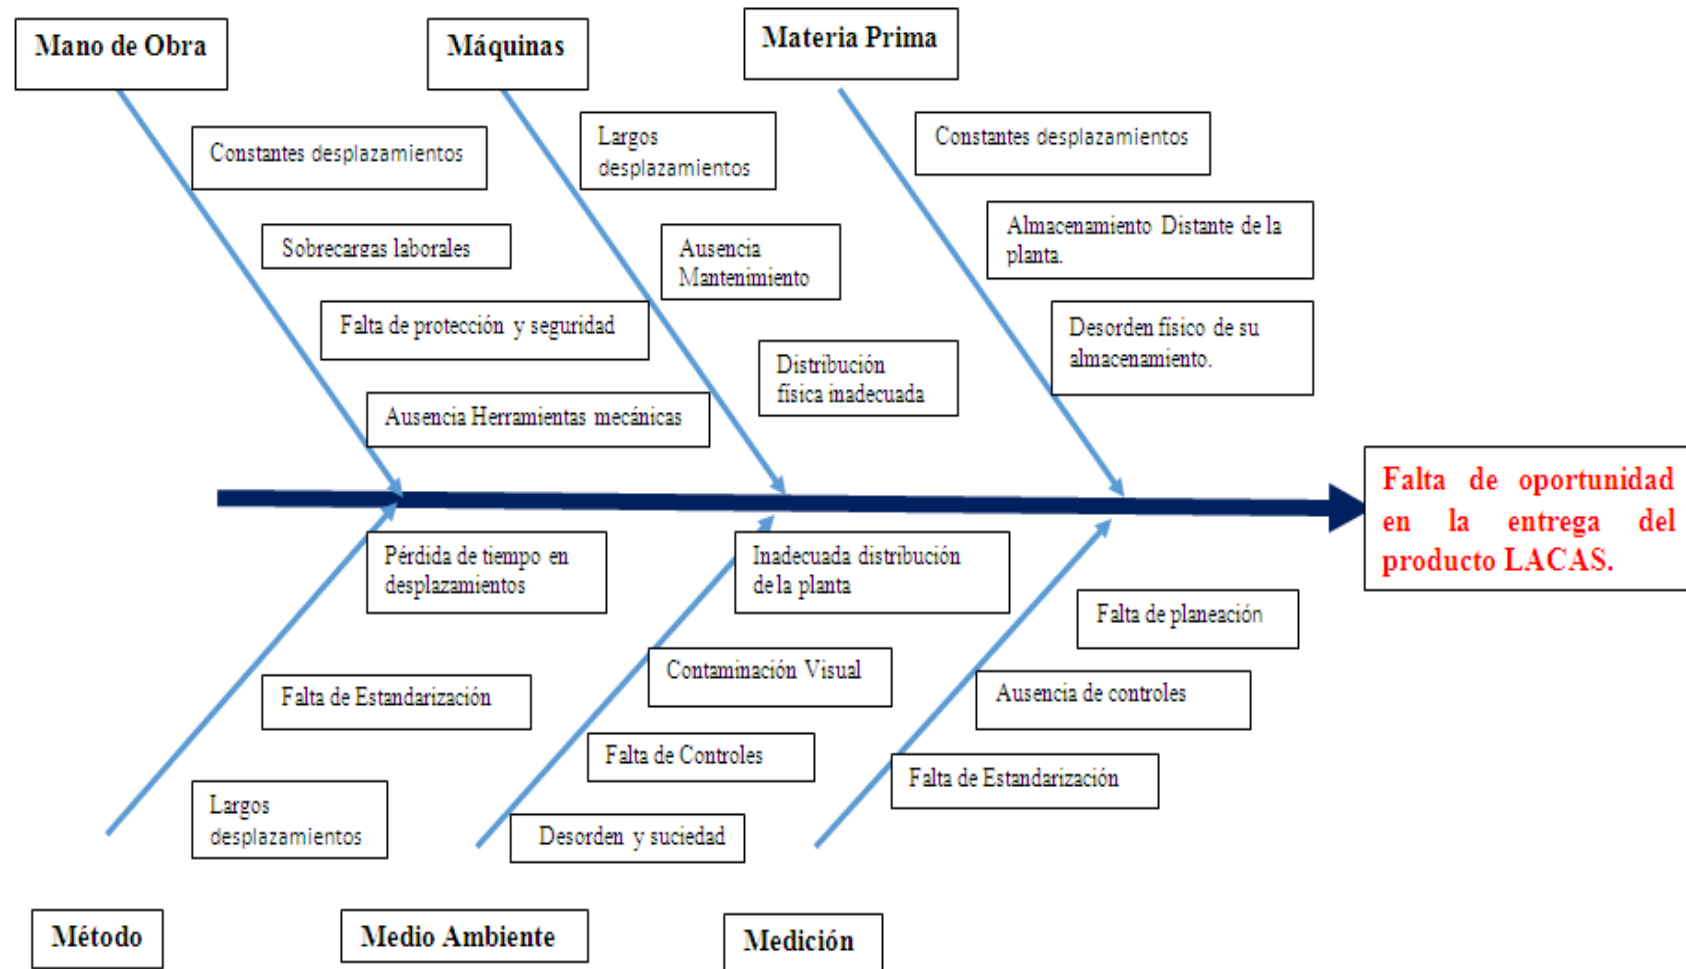 Mano de Obra
Máquinas
Materia Prima
Constantes desplazamientos
Sobrecargas laborales
Falta de protección y seguridad
Ausencia Herramientas mecánicas
Largos
desplazamientos
Ausencia
Mantenimiento
Distribución
física inadecuada
Constantes desplazamientos
Almacenamiento Distante de la
planta.
Desorden físico de su
almacenamiento.
Falta de oportunidad
en la entrega del
producto LACAS.
Pérdida de tiempo en
desplazamientos
Falta de Estandarización
Largos
desplazamientos
Inadecuada distribución
de la planta
Contaminación Visual
Falta de Controles
Desorden y suciedad
Falta de planeación
Ausencia de controles
Falta de Estandarización
Método
Medio Ambiente
Medición